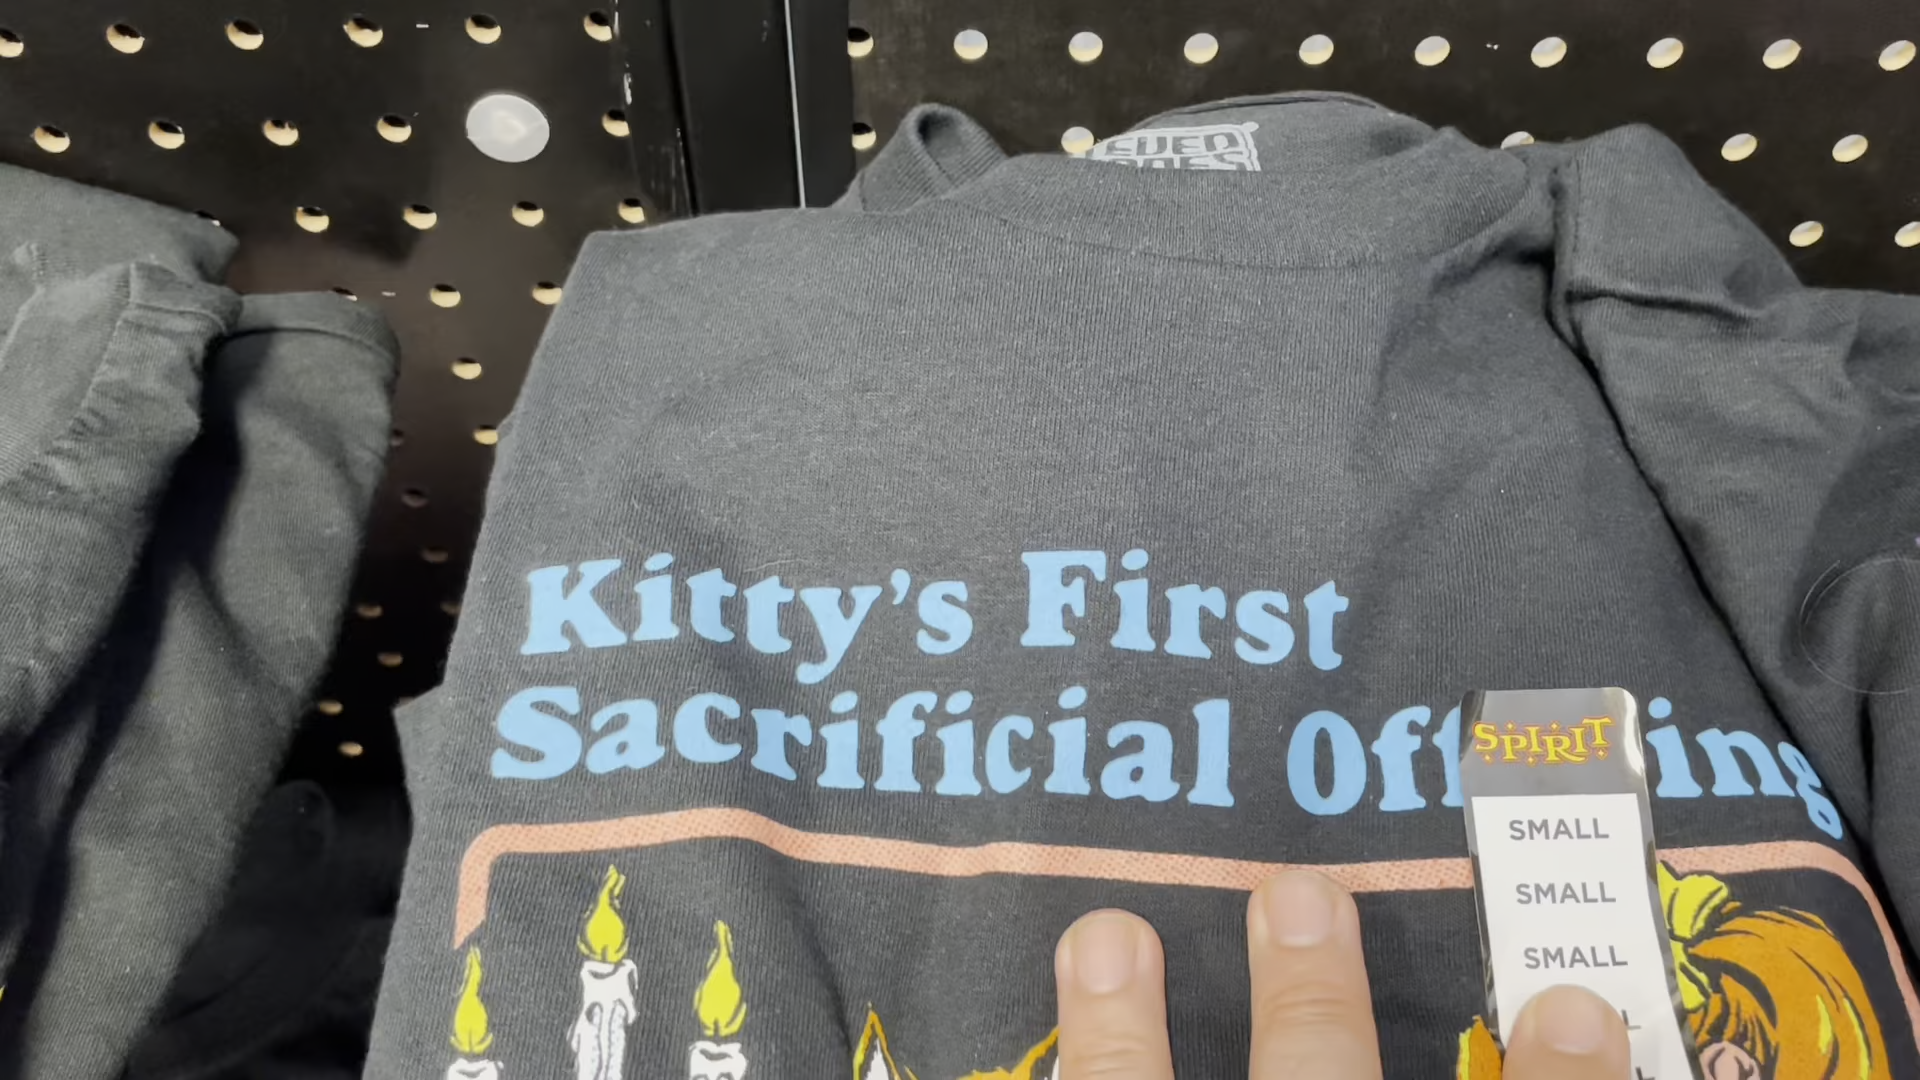 Kitty's First
Sacrificial Off ing
SPIRIT
SMALL
SMALL
SMALL